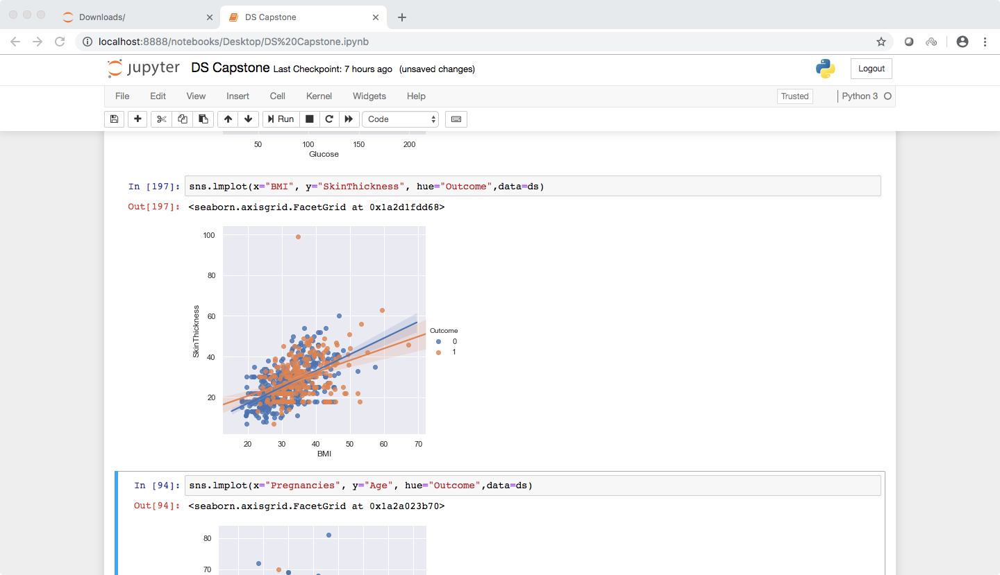 Downloads/
DS Capstone
localhost:8888/notebooks/Desktop/DS%20Capstone.ipynb
jupyter DS Capstone Last Checkpoint: 7 hours ago (unsaved changes)
Logout
File Edit View Insert Cell Kernel Widgets Help
Trusted
Python 3
Run
Code
50 100 150 200
Glucose
In [197]: sns.lmplot(x="BMI", y="SkinThickness", hue="Outcome",data=ds)
Out[197]: <seaborn.axisgrid.FacetGrid at 0x1a2d1fdd68>
100
80
60
40
20
SkinThickness
Outcome
0
1
20 30 40 50 60 70
BMI
In [94]: sns.lmplot(x="Pregnancies", y="Age", hue="Outcome",data=ds)
Out[94]: <seaborn.axisgrid.FacetGrid at 0x1a2a023b70>
80
70